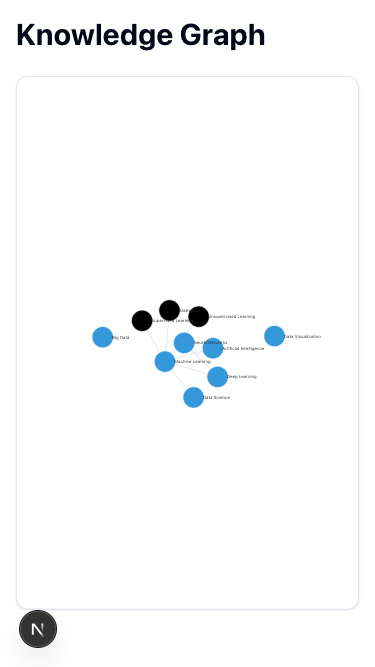 Knowledge Graph
Unsupervised Learning
Supervised Learning
Big Data
Data Visualization
Neural Networks
Artificial Intelligence
Machine Learning
Deep Learning
Data Science
N